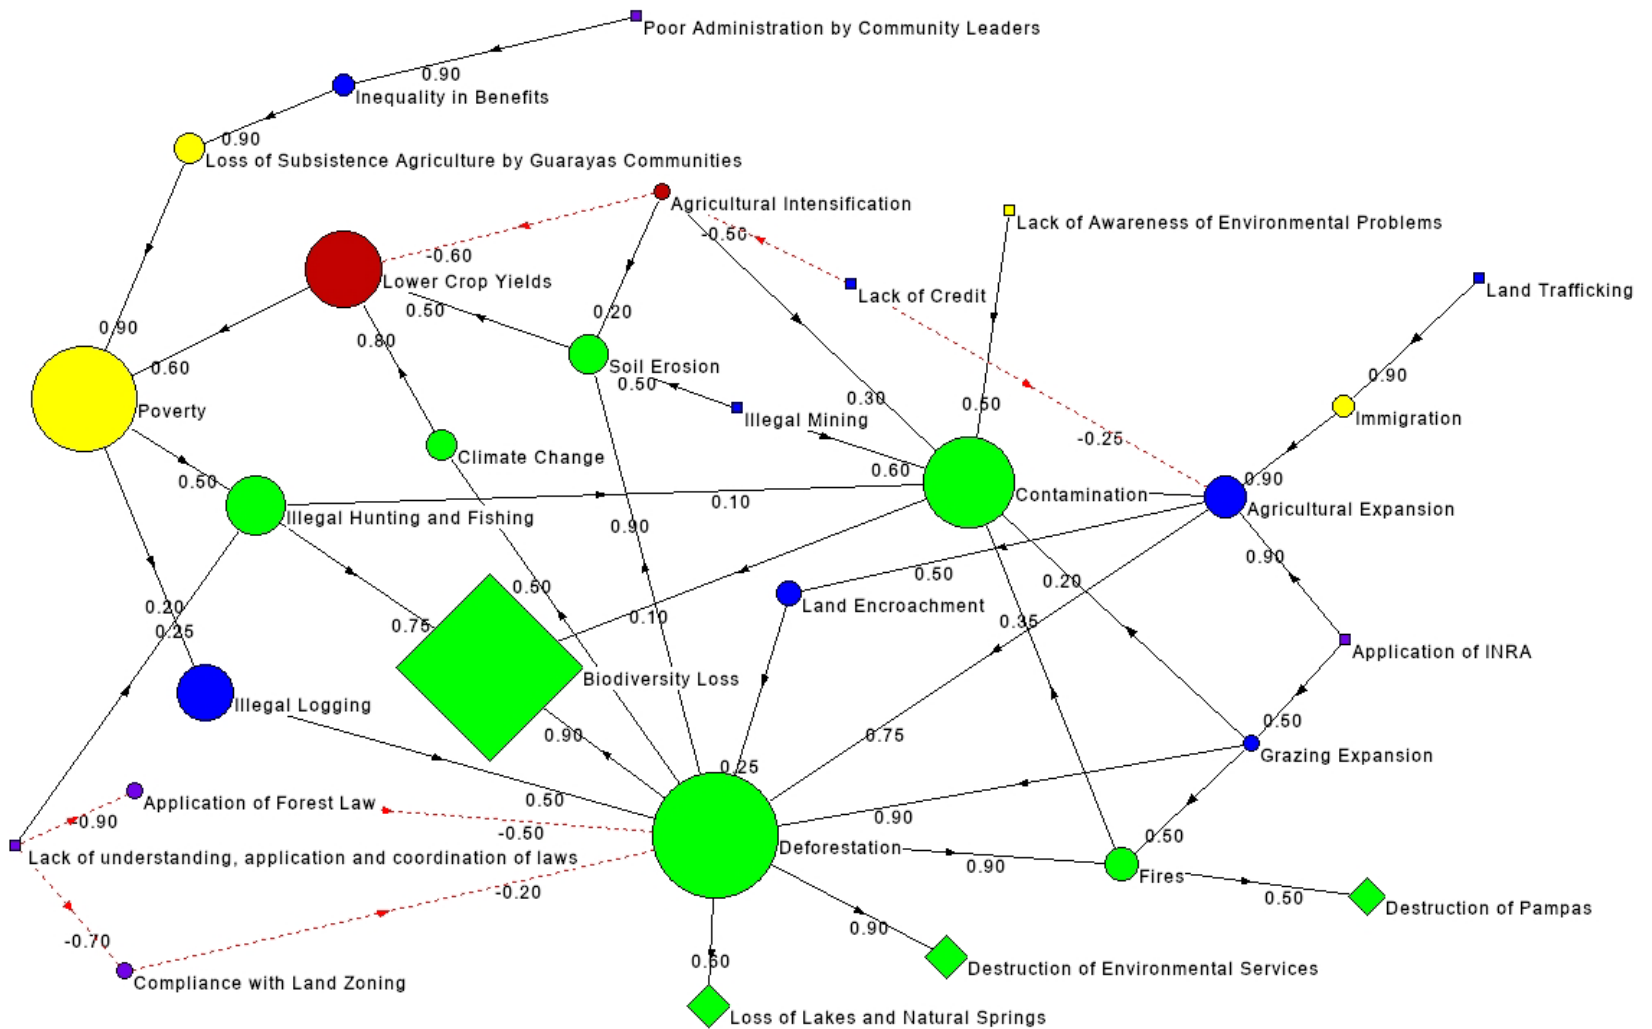 Poor Administration by Community Leaders
0.90
Inequality in Benefits
0.90
Loss of Subsistence Agriculture by Guarayas Communities
Agricultural Intensification
Lack of Awareness of Environmental Problems
-0.50
-0.60
Lower Crop Yields
Lack of Credit
Land Trafficking
0.50
0.20
0.90
0.80
0.60
Soil Erosion
0.90
0.50
Poverty
0.30
0.50
Illegal Mining
Immigration
-0.25
Climate Change
0.60
0.50
0.90
0.10
Contamination
Agricultural Expansion
Illegal Hunting and Fishing
0.90
0.90
0.50
0.20
0.50
0.20
0.25
0.75
0.10
Land Encroachment
0.35
Application of INRA
Biodiversity Loss
Illegal Logging
0.90
0.75
0.50
Grazing Expansion
0.25
Application of Forest Law
0.50
-0.90
-0.50
0.90
0.50
Lack of understanding, application and coordination of laws
Deforestation
0.90
Fires
-0.20
0.50
Destruction of Pampas
-0.70
0.90
0.50
Compliance with Land Zoning
Destruction of Environmental Services
Loss of Lakes and Natural Springs